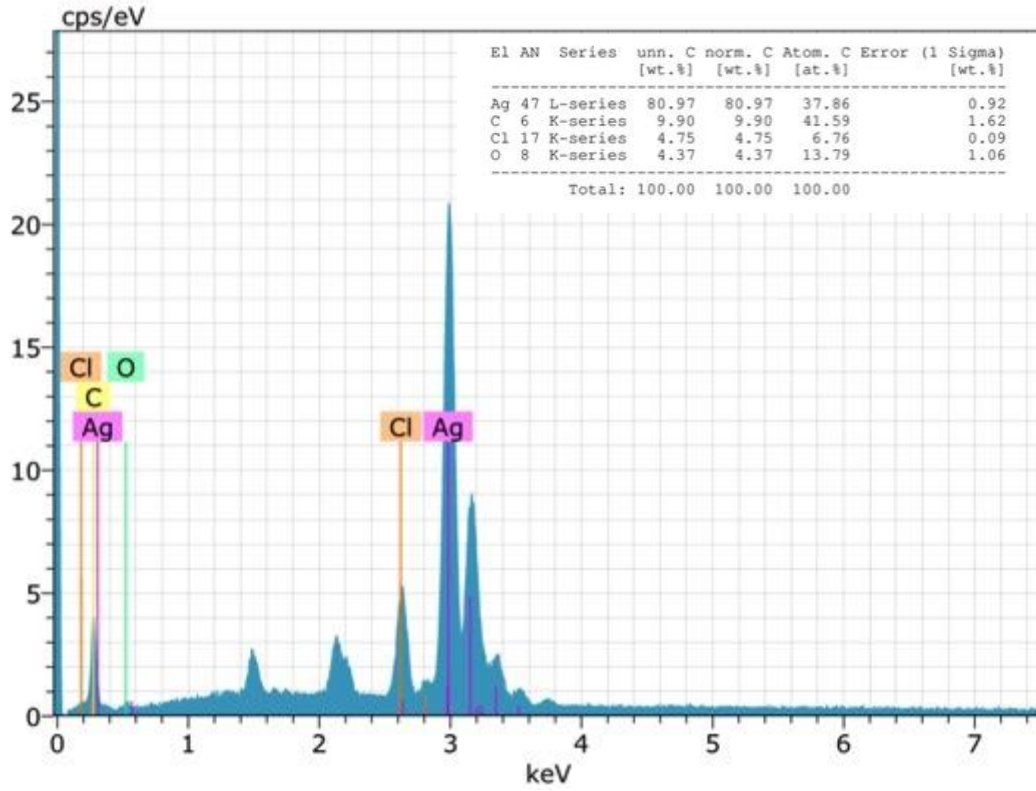 cps/eV
El AN Series unn. C norm. C Atom. C Error (1 Sigma)
[wt.%] [wt.%] [at.%] [wt.%]
Ag 47 L-series 80.97 80.97 37.86 0.92
C 6 K-series 9.90 9.90 41.59 1.62
Cl 17 K-series 4.75 4.75 6.76 0.09
O 8 K-series 4.37 4.37 13.79 1.06
Total: 100.00 100.00 100.00
25
20
15
Cl O
C
Ag Cl Ag
10
5
0
0 1 2 3 4 5 6 7
keV